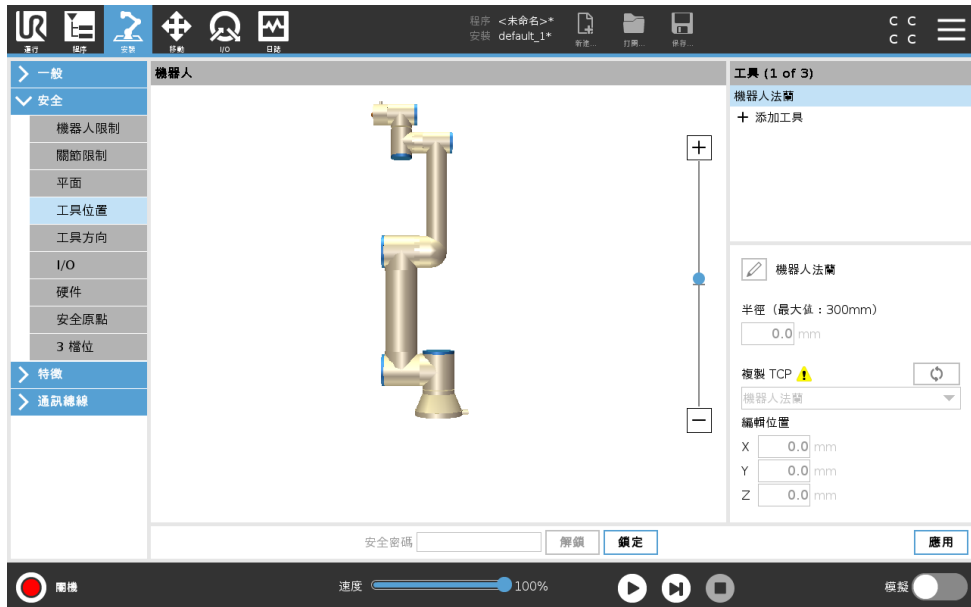 UR
程序 <未命名>*
安裝 default_1*
運行
程序
安裝
移動
I/O
日誌
新建...
打開...
保存...
C C
C C
一般
安全
機器人限制
關節限制
平面
工具位置
工具方向
I/O
硬件
安全原點
3 檔位
特徵
通訊總線
機器人
工具 (1 of 3)
機器人法蘭
添加工具
機器人法蘭
半徑（最大值：300mm）
0.0 mm
複製 TCP
機器人法蘭
編輯位置
X 0.0 mm
Y 0.0 mm
Z 0.0 mm
安全密碼
解鎖
鎖定
應用
關機
速度
100%
模擬